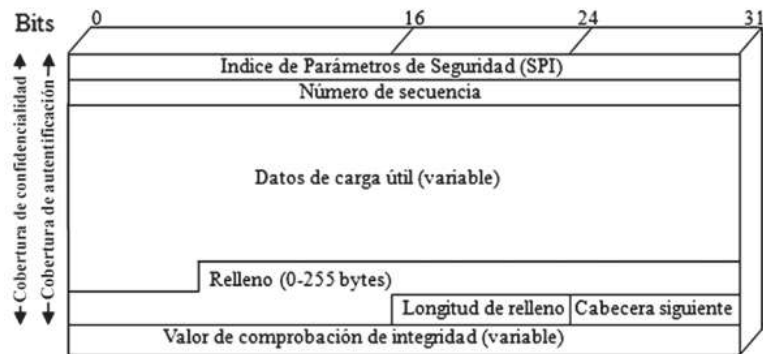 Bits 0 16 24 31
Indice de Parámetros de Seguridad (SPI)
Número de secuencia
Datos de carga útil (variable)
Relleno (0-255 bytes)
Longitud de relleno Cabecera siguiente
Valor de comprobación de integridad (variable)
Cobertura de confidencialidad
Cobertura de autentificación